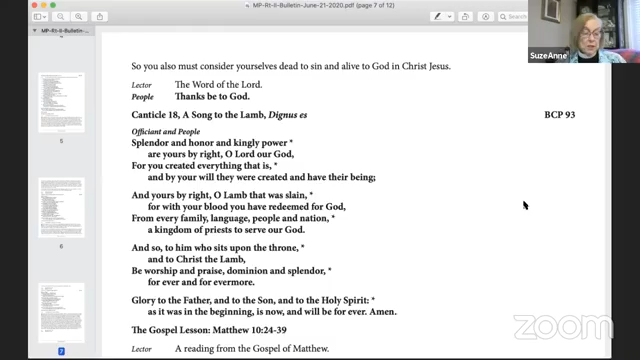 MP-Rt-II-Bulletin-June-21-2020.pdf (page 7 of 12)
Search
MP-Rt-II-Bulletin-June-21-2020.pdf
MP-Rt-II-Bulletin-Jun...
5
6
7
So you also must consider yourselves dead to sin and alive to God in Christ Jesus.
Lector The Word of the Lord.
People Thanks be to God.
Canticle 18, A Song to the Lamb, Dignus es BCP 93
Officiant and People
Splendor and honor and kingly power *
are yours by right, O Lord our God,
For you created everything that is, *
and by your will they were created and have their being;
And yours by right, O Lamb that was slain, *
for with your blood you have redeemed for God,
From every family, language, people and nation, *
a kingdom of priests to serve our God.
And so, to him who sits upon the throne, *
and to Christ the Lamb,
Be worship and praise, dominion and splendor, *
for ever and for evermore.
Glory to the Father, and to the Son, and to the Holy Spirit: *
as it was in the beginning, is now, and will be for ever. Amen.
The Gospel Lesson: Matthew 10:24-39
Lector A reading from the Gospel of Matthew.
SuzeAnne
zoom